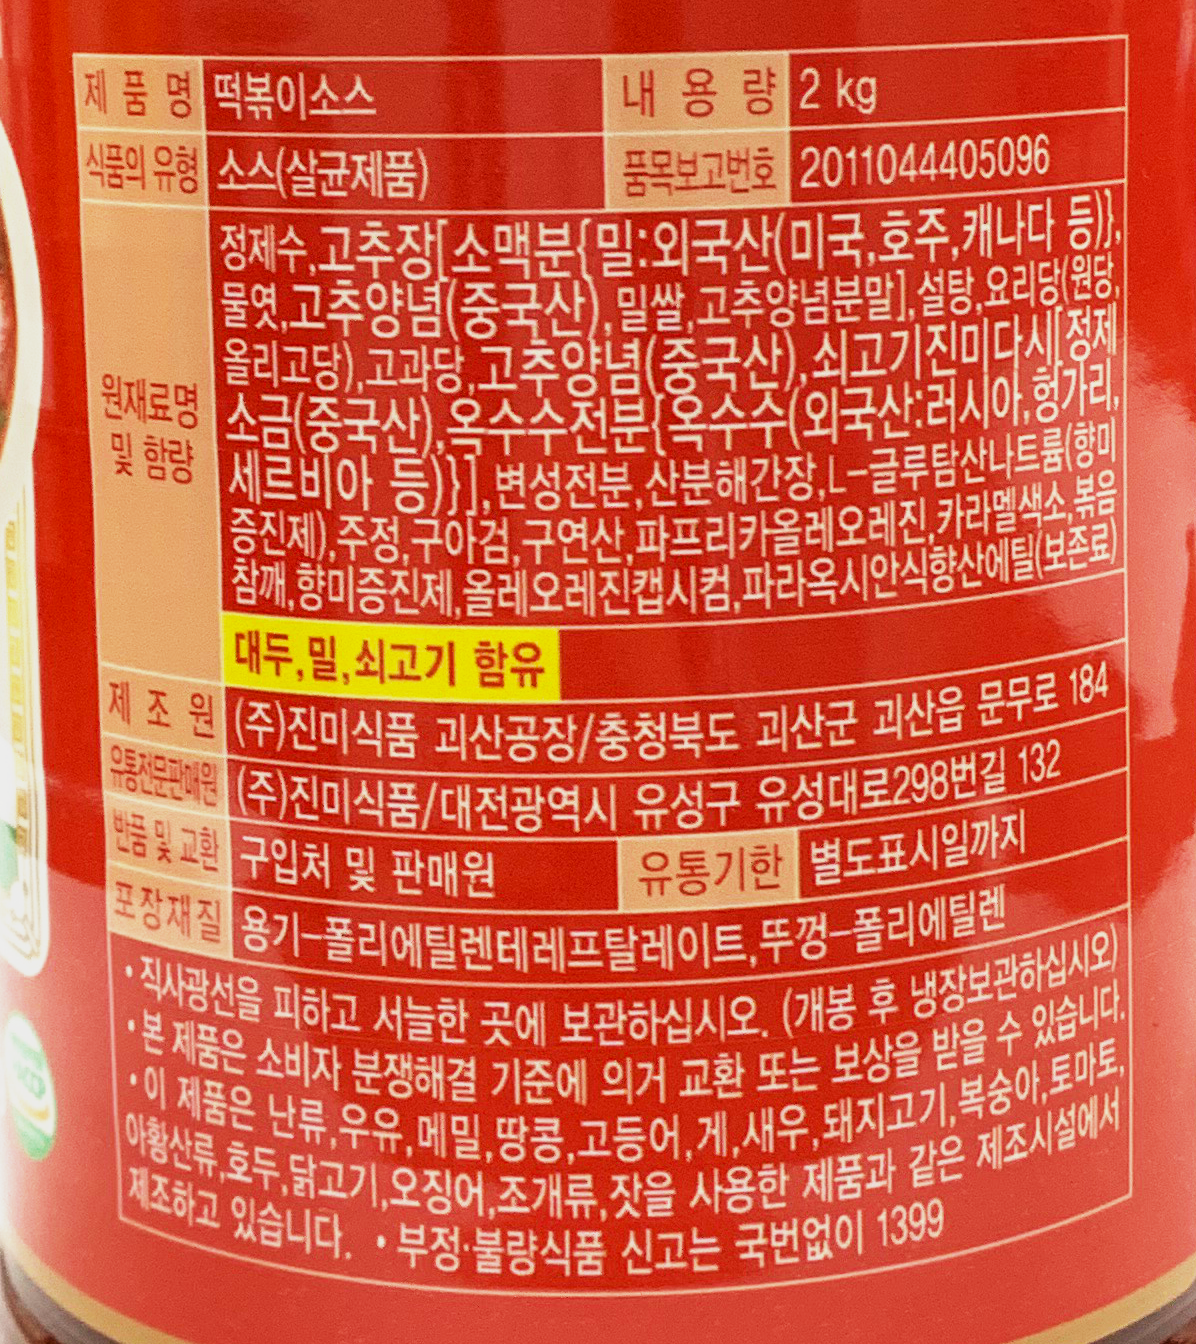 제 품 명 떡볶이소스 내 용 량 2 kg
식품의 유형 소스(살균제품) 품목보고번호 2011044405096
원재료명 및 함량
정제수,고추장[소맥분{밀:외국산(미국,호주,캐나다 등)},
물엿,고추양념(중국산),밀쌀,고추양념분말],설탕,요리당(원당,
올리고당),고과당,고추양념(중국산),쇠고기진미다시[정제
소금(중국산),옥수수전분{옥수수(외국산:러시아,헝가리,
세르비아 등)}],변성전분,산분해간장,L-글루탐산나트륨(향미
증진제),주정,구아검,구연산,파프리카올레오레진,카라멜색소,볶음
참깨,향미증진제,올레오레진캡시컴,파라옥시안식향산에틸(보존료)
대두,밀,쇠고기 함유
제 조 원 (주)진미식품 괴산공장/충청북도 괴산군 괴산읍 문무로 184
유통전문판매원 (주)진미식품/대전광역시 유성구 유성대로298번길 132
반품 및 교환 구입처 및 판매원 유통기한 별도표시일까지
포장재질 용기-폴리에틸렌테레프탈레이트,뚜껑-폴리에틸렌
•직사광선을 피하고 서늘한 곳에 보관하십시오. (개봉 후 냉장보관하십시오)
•본 제품은 소비자 분쟁해결 기준에 의거 교환 또는 보상을 받을 수 있습니다.
•이 제품은 난류,우유,메밀,땅콩,고등어,게,새우,돼지고기,복숭아,토마토,
아황산류,호두,닭고기,오징어,조개류,잣을 사용한 제품과 같은 제조시설에서
제조하고 있습니다. •부정·불량식품 신고는 국번없이 1399